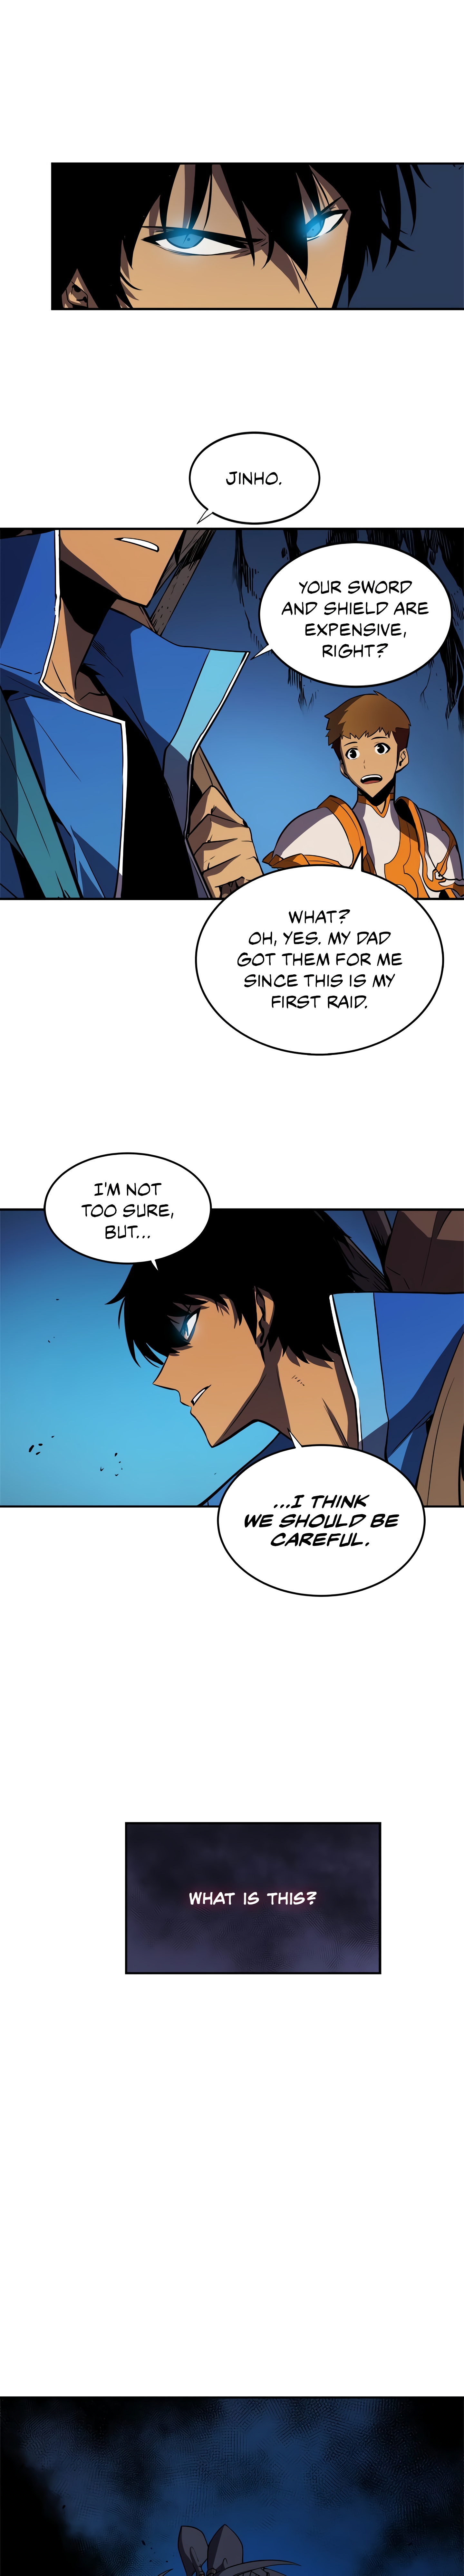 JINHO.
YOUR SWORD
AND SHIELD ARE
EXPENSIVE,
RIGHT?
WHAT?
OH, YES. MY DAD
GOT THEM FOR ME
SINCE THIS IS MY
FIRST RAID.
I'M NOT
TOO SURE,
BUT...
...I THINK
WE SHOULD BE
CAREFUL.
WHAT IS THIS?